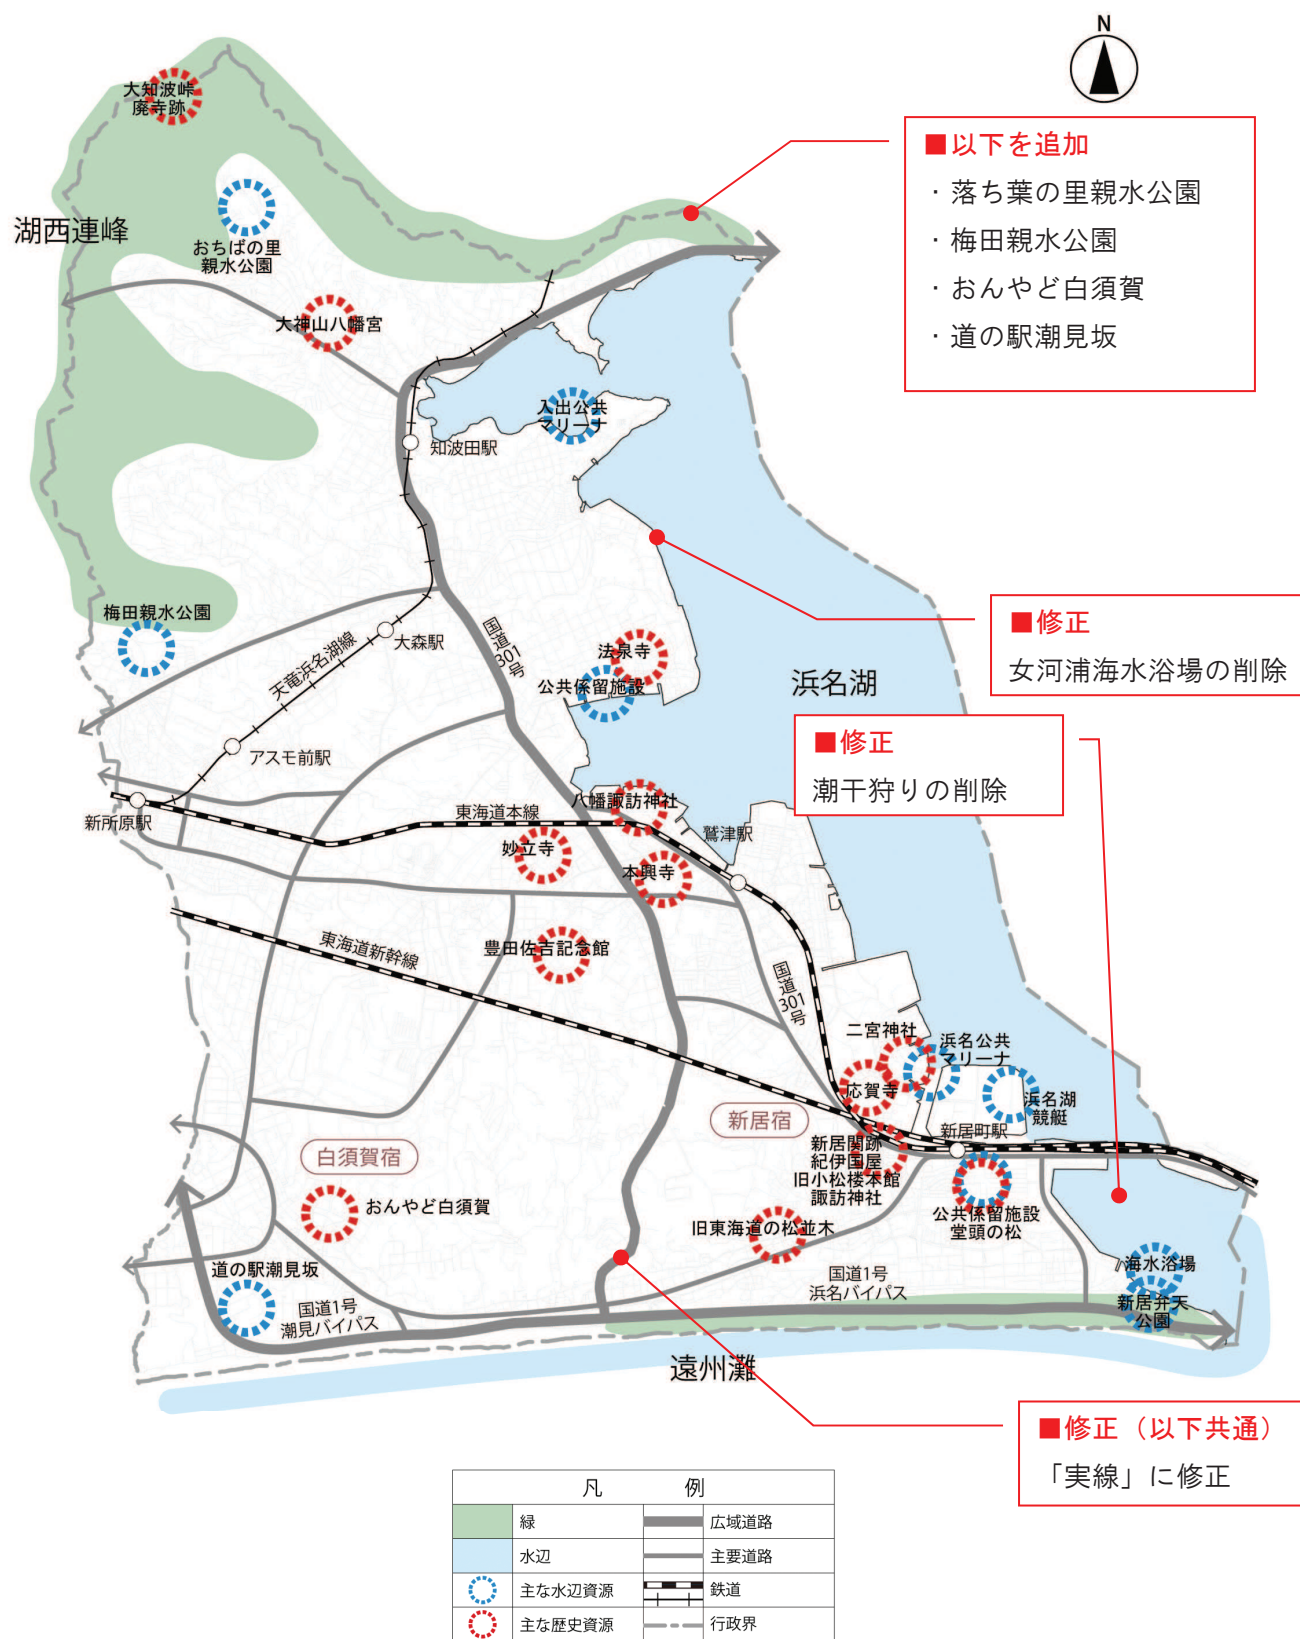 N
大知波峠
廃寺跡
■以下を追加
・落ち葉の里親水公園
・梅田親水公園
・おんやど白須賀
・道の駅潮見坂
湖西連峰
おちばの里
親水公園
大神山八幡宮
入出公共
マリーナ
知波田駅
梅田親水公園
大森駅
天竜浜名湖線
国道301号
法泉寺
公共係留施設
浜名湖
■修正
女河浦海水浴場の削除
■修正
潮干狩りの削除
アスモ前駅
新所原駅
東海道本線
八幡諏訪神社
鷲津駅
妙立寺
本興寺
東海道新幹線
豊田佐吉記念館
国道301号
二宮神社
浜名公共
マリーナ
応賀寺
浜名湖
競艇
新居宿
新居町駅
白須賀宿
新居関跡
紀伊国屋
旧小松楼本館
諏訪神社
おんやど白須賀
旧東海道の松並木
公共係留施設
堂頭の松
道の駅潮見坂
国道1号
潮見バイパス
国道1号
浜名バイパス
海水浴場
新居弁天
公園
遠州灘
■修正（以下共通）
「実線」に修正
凡 例
緑
広域道路
水辺
主要道路
主な水辺資源
鉄道
主な歴史資源
行政界